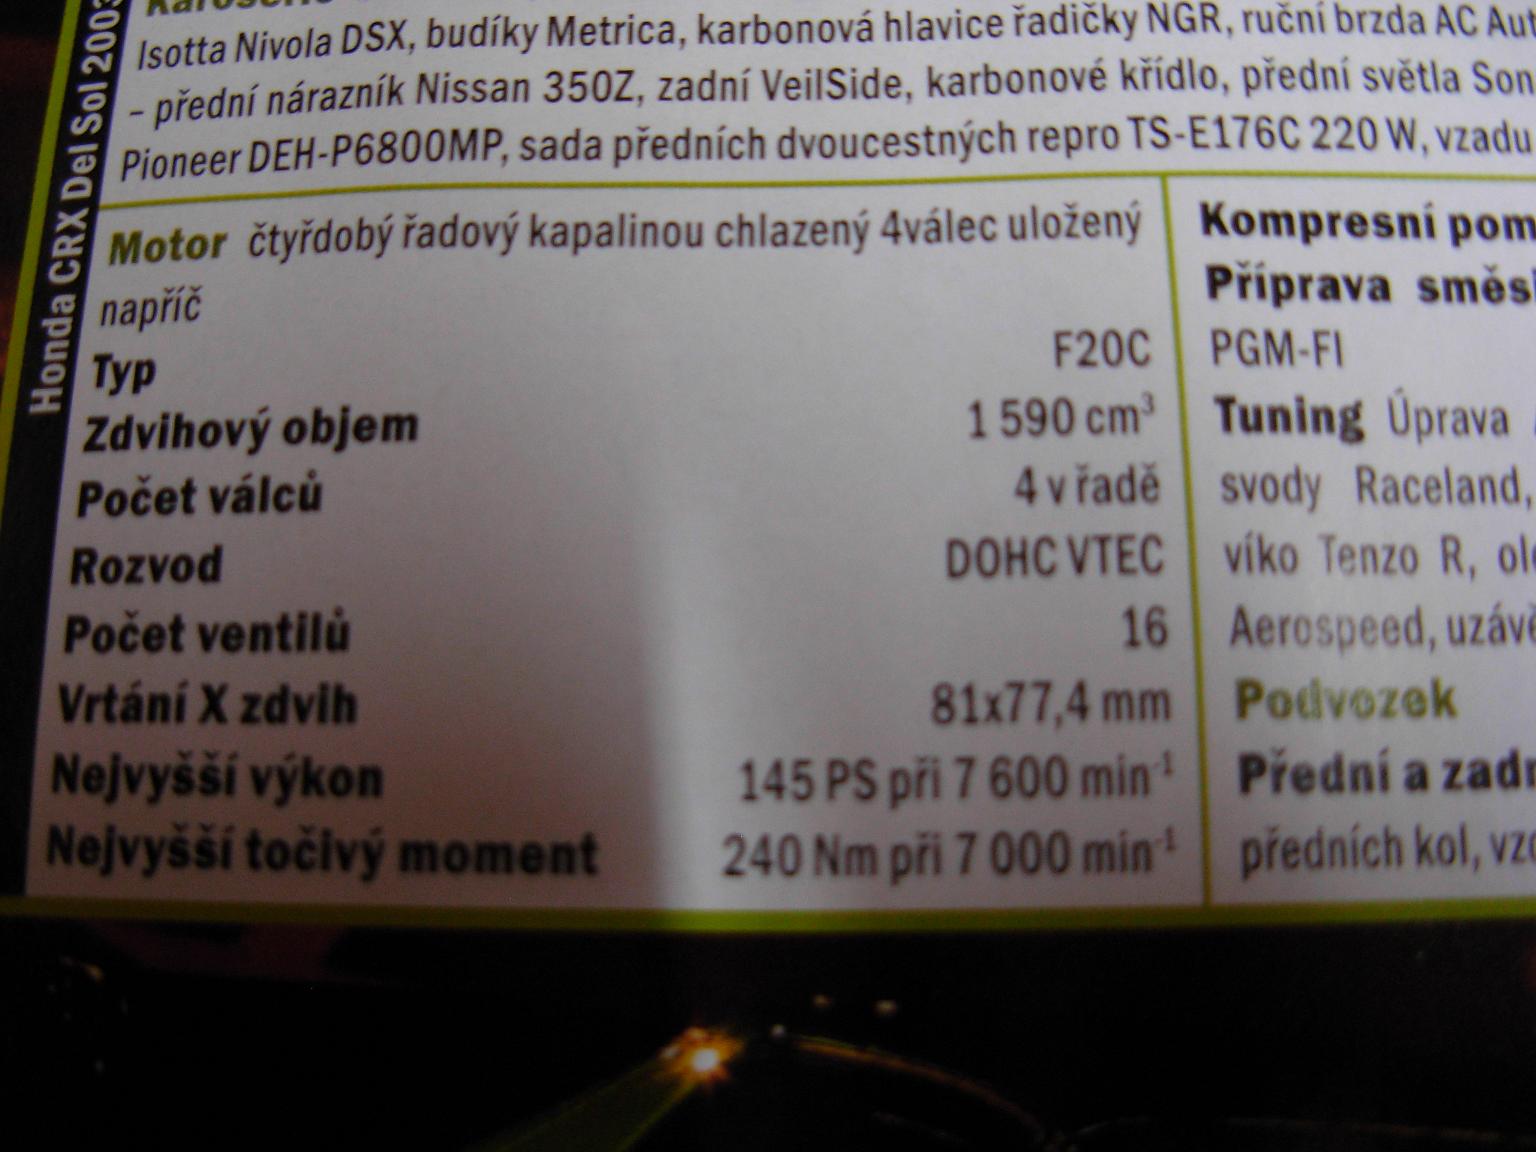 Honda CRX Del Sol 2003
Karoserie
Isotta Nivola DSX, budíky Metrica, karbonová hlavice řadičky NGR, ruční brzda AC
– přední nárazník Nissan 350Z, zadní VeilSide, karbonové křídlo, přední světla
Pioneer DEH-P6800MP, sada předních dvoucestných repro TS-E176C 220 W, vzadu
Motor čtyřdobý řadový kapalinou chlazený 4válec uložený
napříč
Typ F20C
Zdvihový objem 1 590 cm³
Počet válců 4 v řadě
Rozvod DOHC VTEC
Počet ventilů 16
Vrtání X zdvih 81x77,4 mm
Nejvyšší výkon 145 PS při 7 600 min⁻¹
Nejvyšší točivý moment 240 Nm při 7 000 min⁻¹
Kompresní
Příprava
PGM-FI
Tuning Úprava
svody Raceland,
víko Tenzo R,
Aerospeed,
Podvozek
Přední a
předních kol,